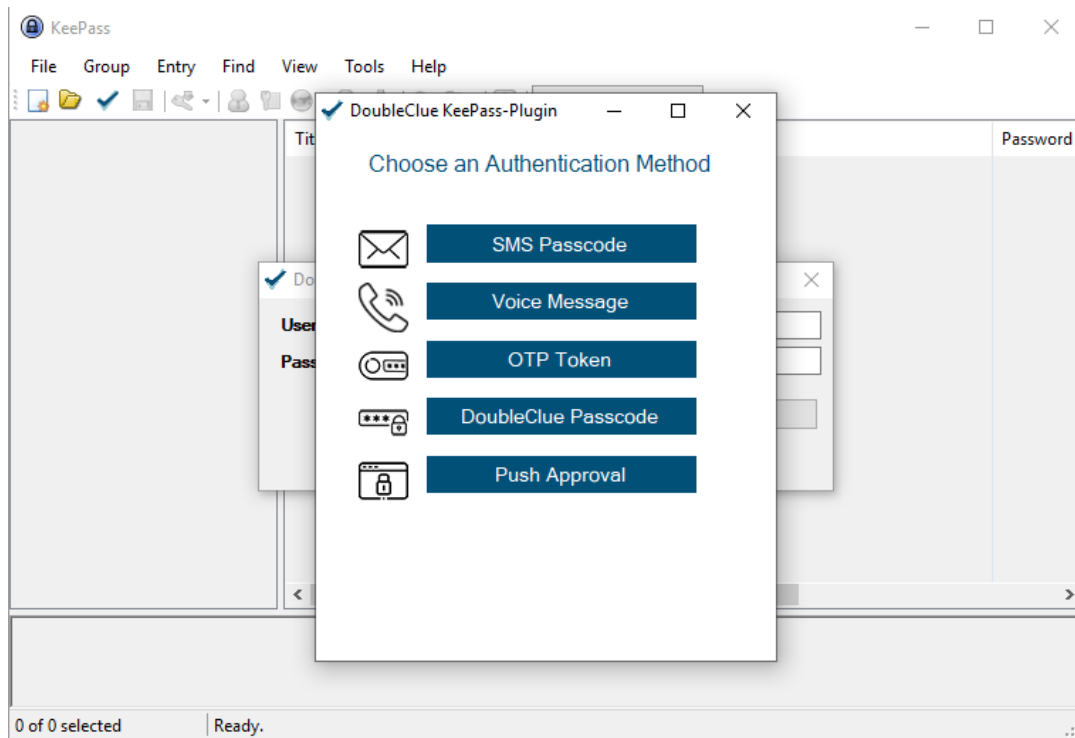 KeePass
File Group Entry Find View Tools Help
DoubleClue KeePass-Plugin
Password
Choose an Authentication Method
SMS Passcode
Voice Message
OTP Token
DoubleClue Passcode
Push Approval
0 of 0 selected Ready.